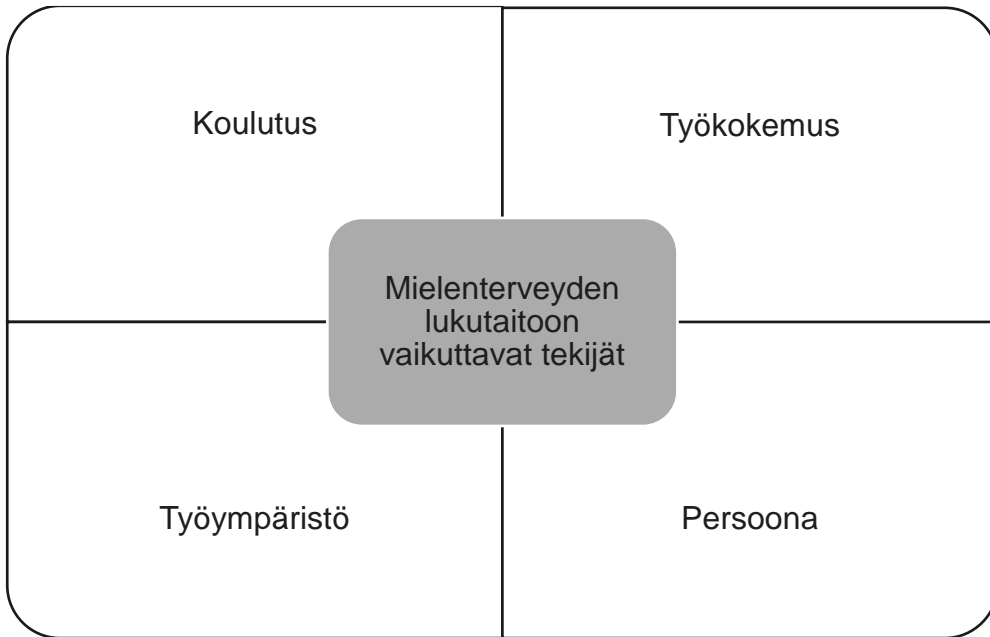 Koulutus
Työkokemus
Mielenterveyden
lukutaitoon
vaikuttavat tekijät
Työympäristö
Persoona